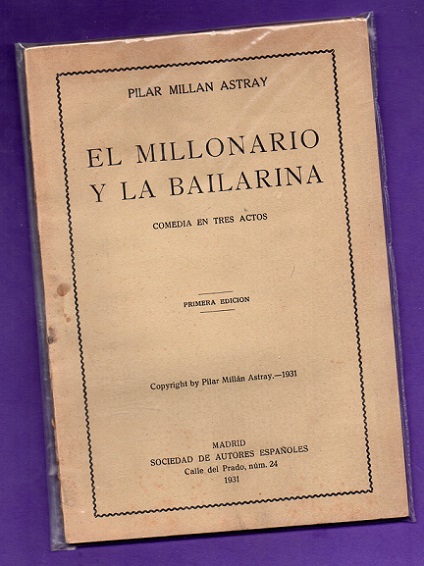 PILAR MILLAN ASTRAY
EL MILLONARIO
Y LA BAILARINA
COMEDIA EN TRES ACTOS
PRIMERA EDICION
Copyright by Pilar Millán Astray.—1931
MADRID
SOCIEDAD DE AUTORES ESPAÑOLES
Calle del Prado, núm. 24
1931